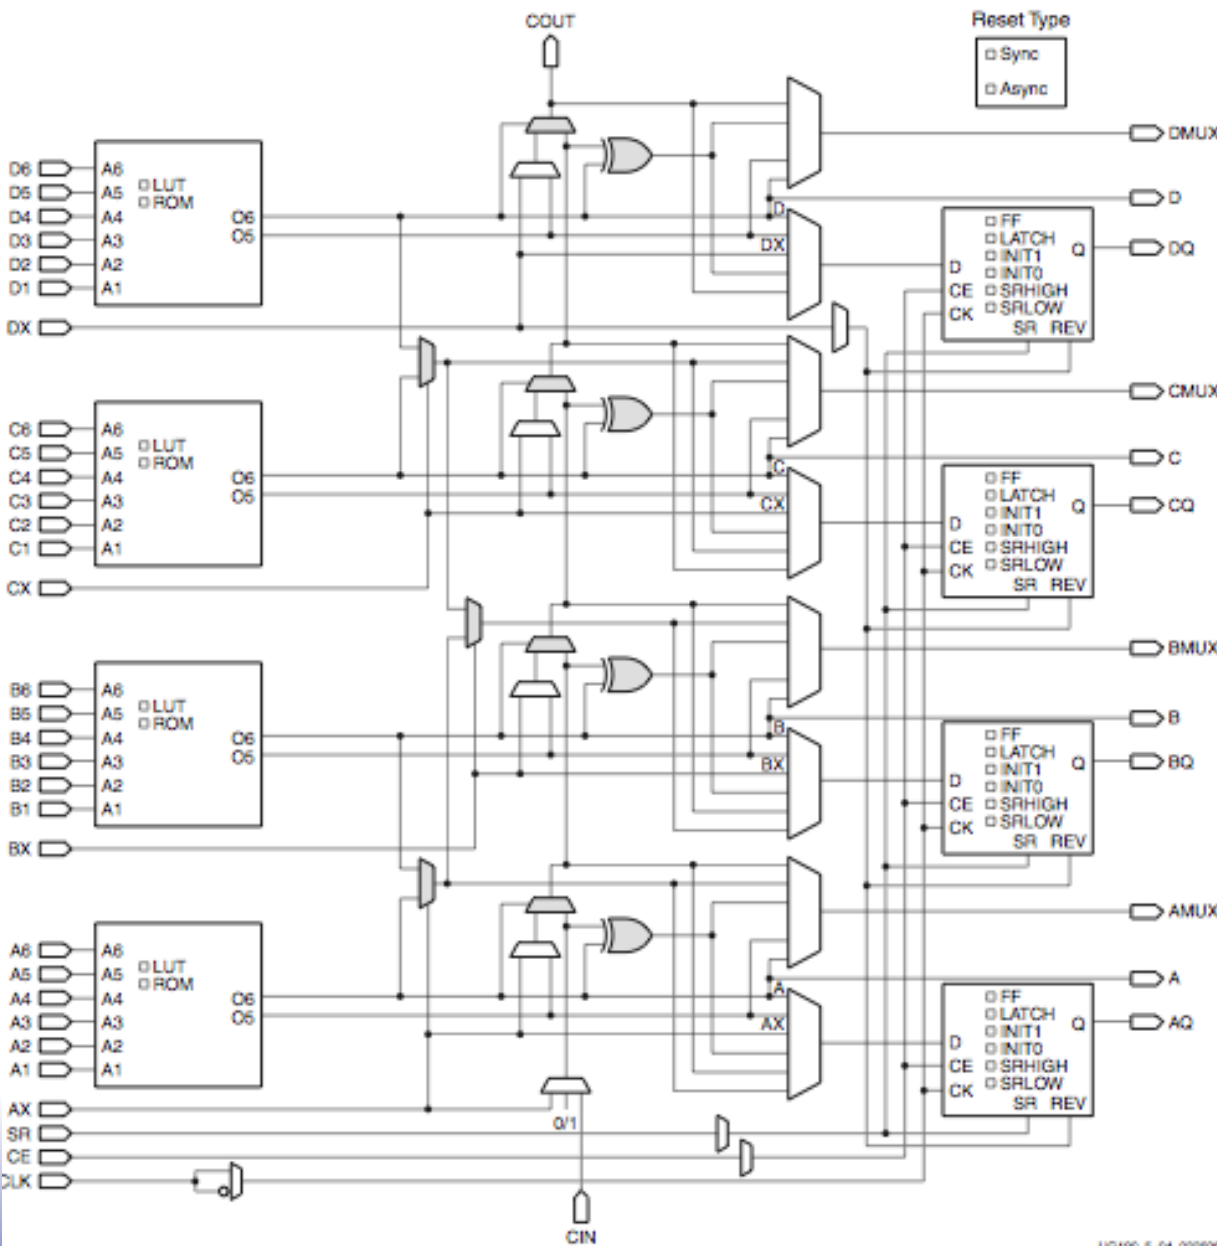 COUT
Reset Type
Sync
Async
DMUX
D6 A6
LUT
D5 A5
ROM
D4 A4 O6
D3 A3 O5
D2 A2
D1 A1
DX
D
DX
D
FF
LATCH
INIT1
INIT0
SRHIGH
SRLOW
D
CE
CK
Q
SR REV
DQ
CMUX
C6 A6
LUT
C5 A5
ROM
C4 A4 O6
C3 A3 O5
C2 A2
C1 A1
CX
C
CX
C
FF
LATCH
INIT1
INIT0
SRHIGH
SRLOW
D
CE
CK
Q
SR REV
CQ
BMUX
B6 A6
LUT
B5 A5
ROM
B4 A4 O6
B3 A3 O5
B2 A2
B1 A1
BX
B
BX
B
FF
LATCH
INIT1
INIT0
SRHIGH
SRLOW
D
CE
CK
Q
SR REV
BQ
AMUX
A6 A6
LUT
A5 A5
ROM
A4 A4 O6
A3 A3 O5
A2 A2
A1 A1
A
AX
A
FF
LATCH
INIT1
INIT0
SRHIGH
SRLOW
D
CE
CK
Q
SR REV
AQ
AX
0/1
SR
CE
CLK
CIN